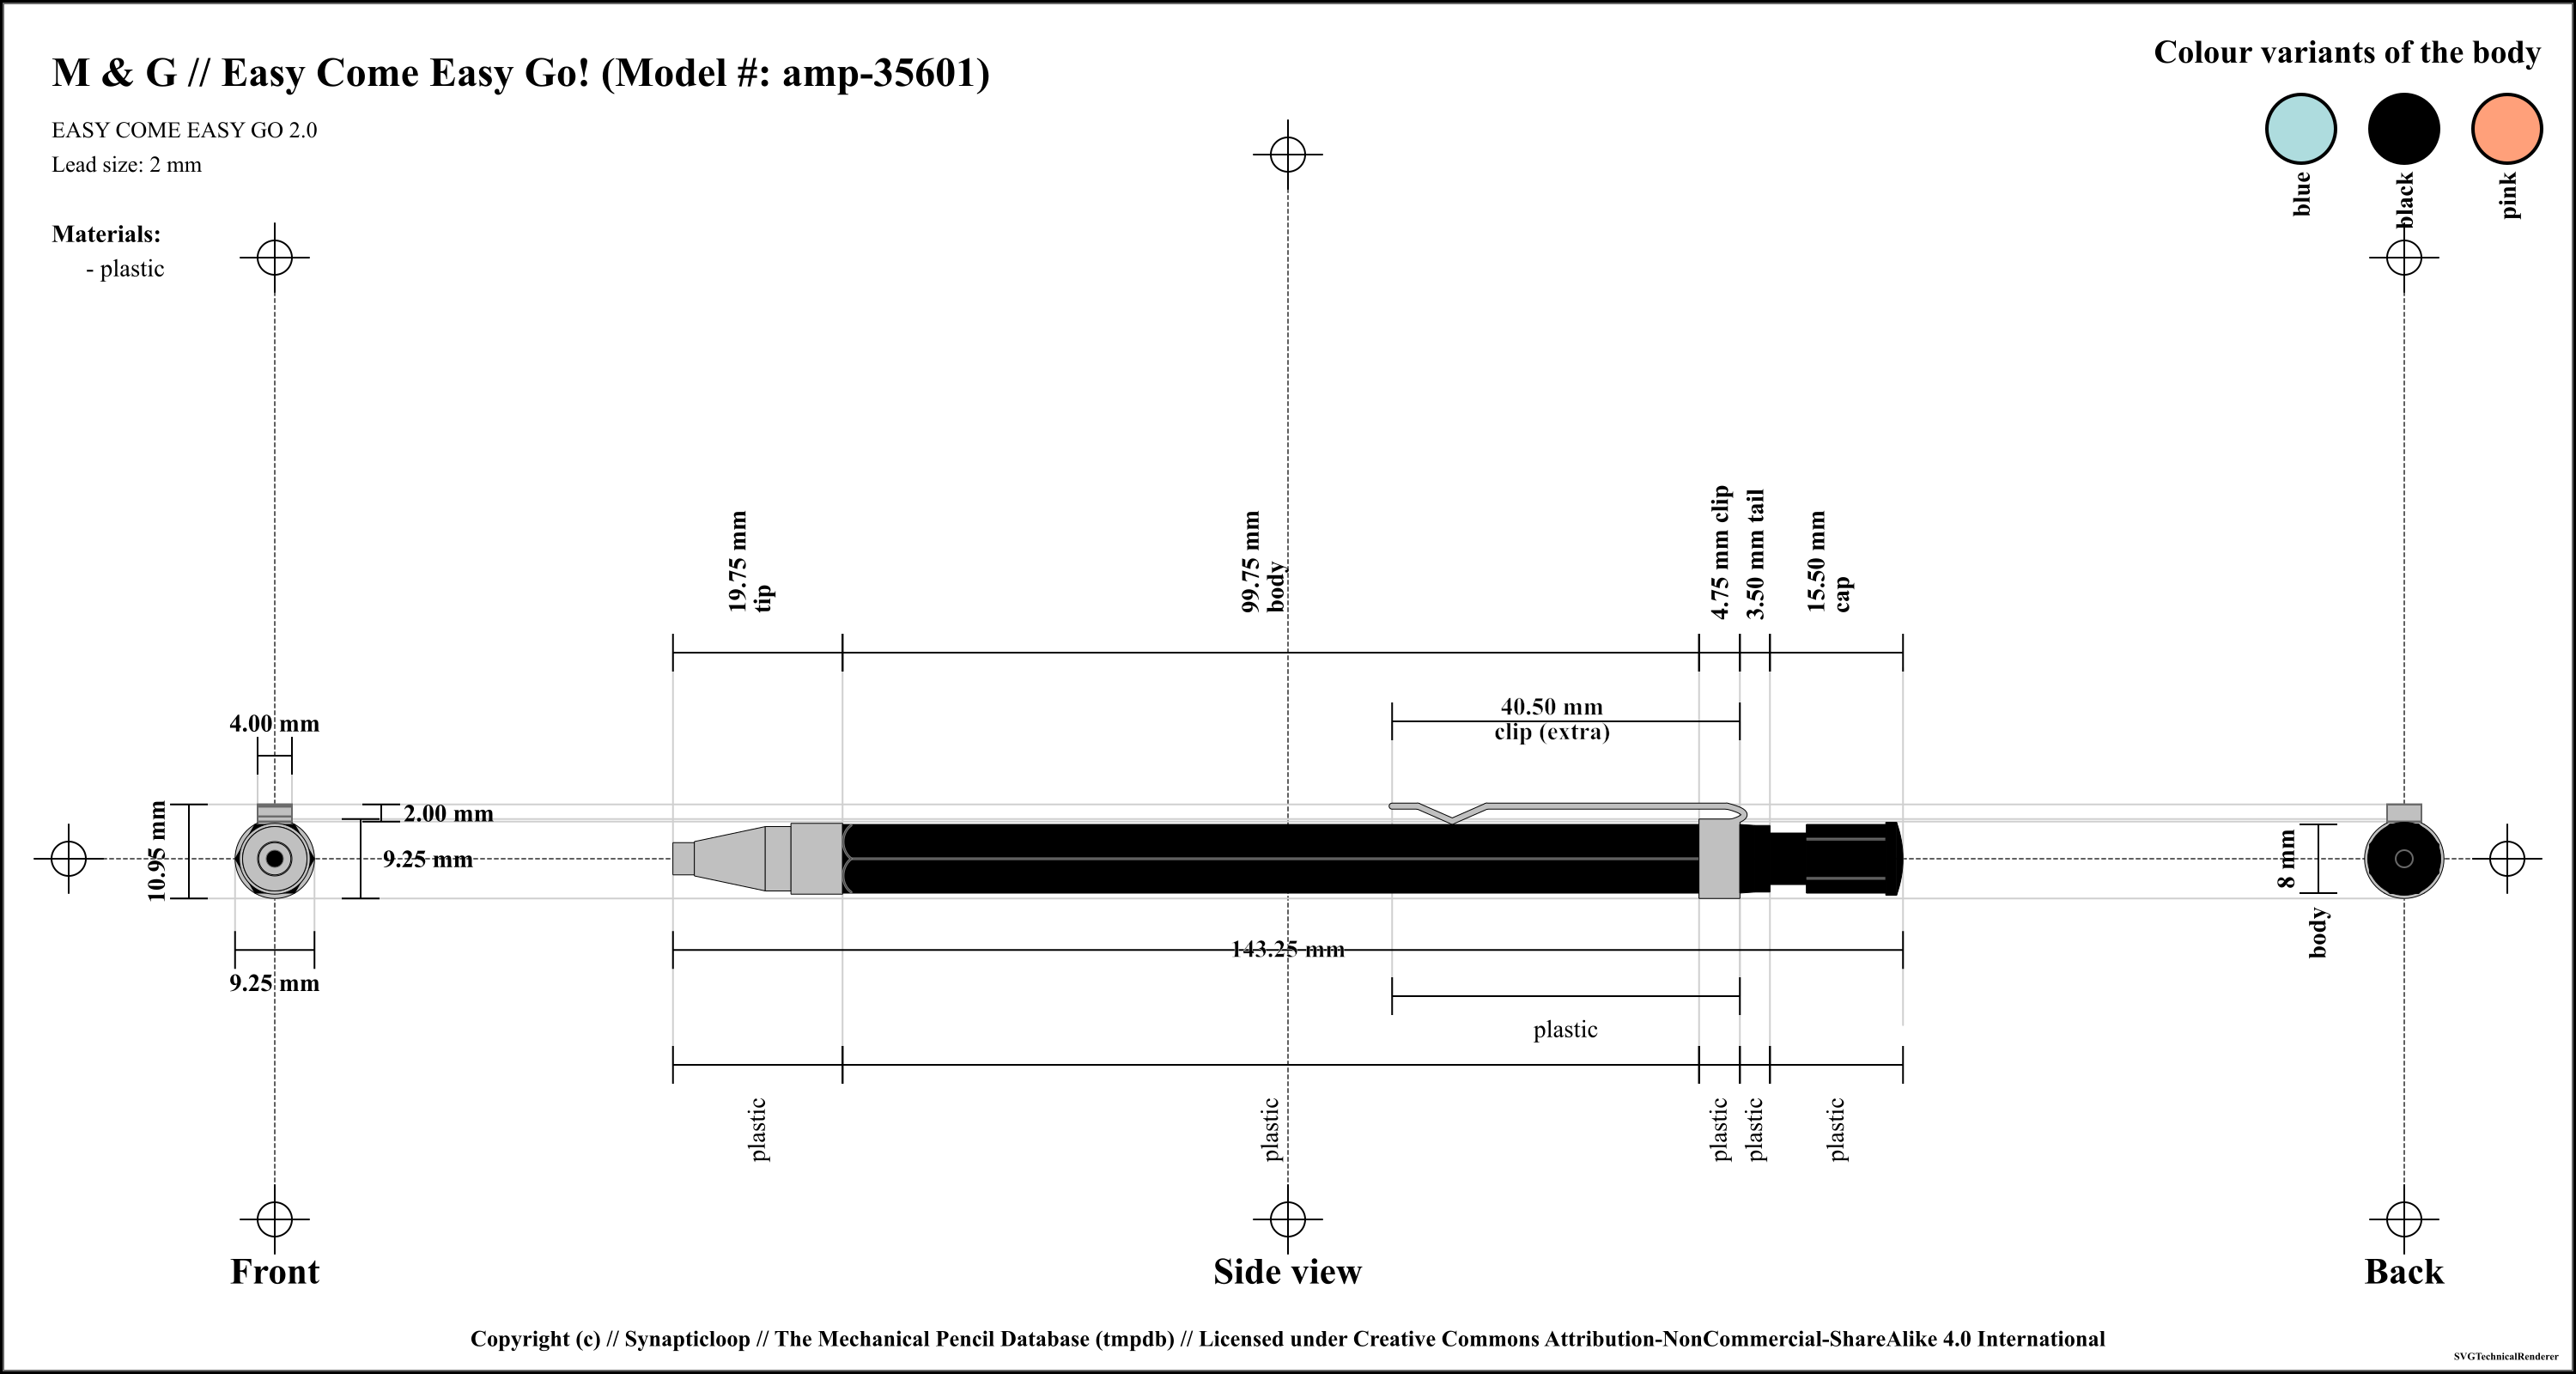 M & G // Easy Come Easy Go! (Model #: amp-35601)
EASY COME EASY GO 2.0
Lead size: 2 mm
Materials:
- plastic
Colour variants of the body
blue
black
pink
19.75 mm
tip
99.75 mm
body
4.75 mm clip
3.50 mm tail
15.50 mm
cap
40.50 mm
clip (extra)
4.00 mm
2.00 mm
10.95 mm
9.25 mm
9.25 mm
8 mm
body
143.25 mm
plastic
plastic
plastic
plastic
plastic
plastic
Front
Side view
Back
Copyright (c) // Synapticloop // The Mechanical Pencil Database (tmpdb) // Licensed under Creative Commons Attribution-NonCommercial-ShareAlike 4.0 International
SVGTechnicalRenderer